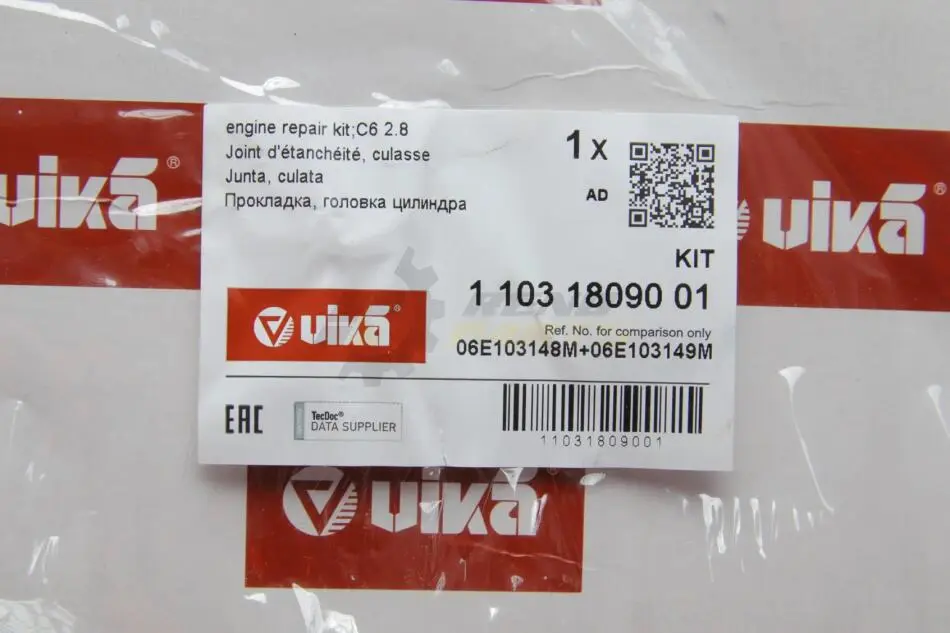 engine repair kit;C6 2.8
Joint d'étanchéité, culasse
Junta, culata
Прокладка, головка цилиндра
1 x
AD
KIT
1 103 18090 01
Ref. No. for comparison only
06E103148M+06E103149M
vika®
EAC
TecDoc®
DATA SUPPLIER
11031809001
vika®
vika®
vika